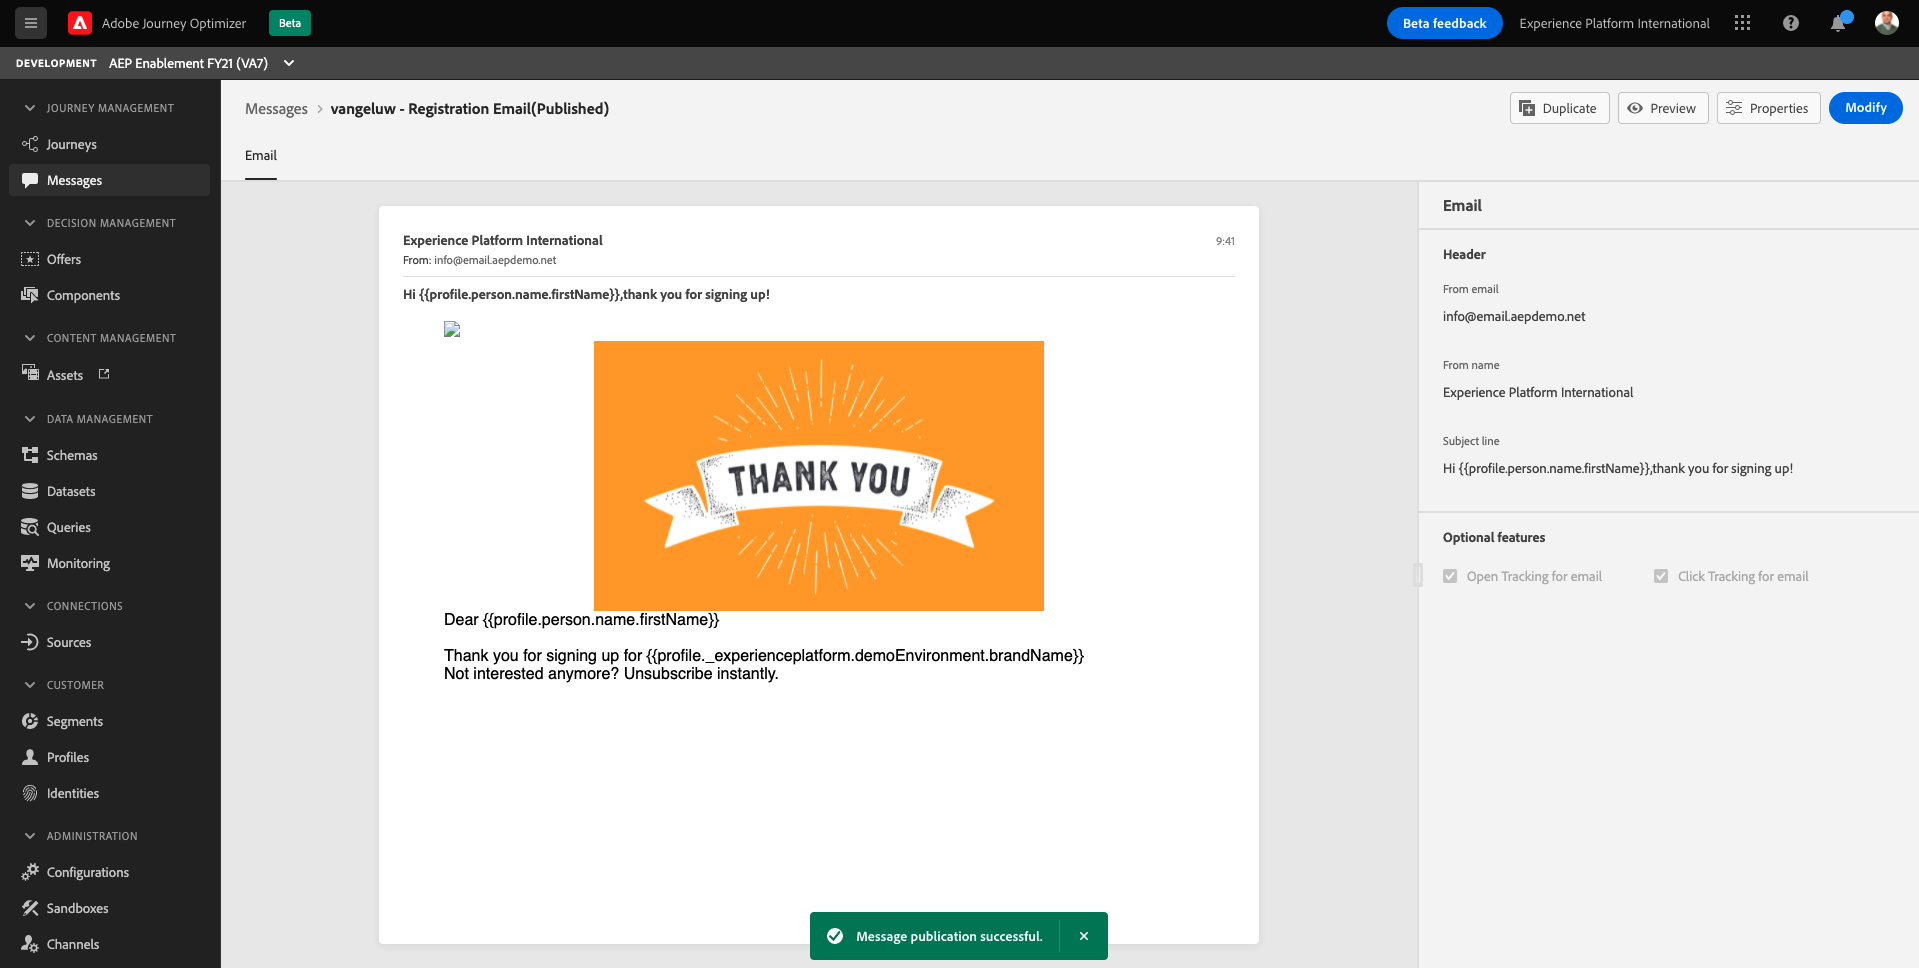 Adobe Journey Optimizer
Beta
Beta feedback
Experience Platform International
DEVELOPMENT
AEP Enablement FY21 (VA7)
JOURNEY MANAGEMENT
Journeys
Messages
DECISION MANAGEMENT
Offers
Components
CONTENT MANAGEMENT
Assets
DATA MANAGEMENT
Schemas
Datasets
Queries
Monitoring
CONNECTIONS
Sources
CUSTOMER
Segments
Profiles
Identities
ADMINISTRATION
Configurations
Sandboxes
Channels
Messages > vangeluw - Registration Email(Published)
Duplicate
Preview
Properties
Modify
Email
Experience Platform International
9:41
From: info@email.aepdemo.net
Hi {{profile.person.name.firstName}},thank you for signing up!
THANK YOU
Dear {{profile.person.name.firstName}}
Thank you for signing up for {{profile._experienceplatform.demoEnvironment.brandName}}
Not interested anymore? Unsubscribe instantly.
Message publication successful.
Email
Header
From email
info@email.aepdemo.net
From name
Experience Platform International
Subject line
Hi {{profile.person.name.firstName}},thank you for signing up!
Optional features
Open Tracking for email
Click Tracking for email